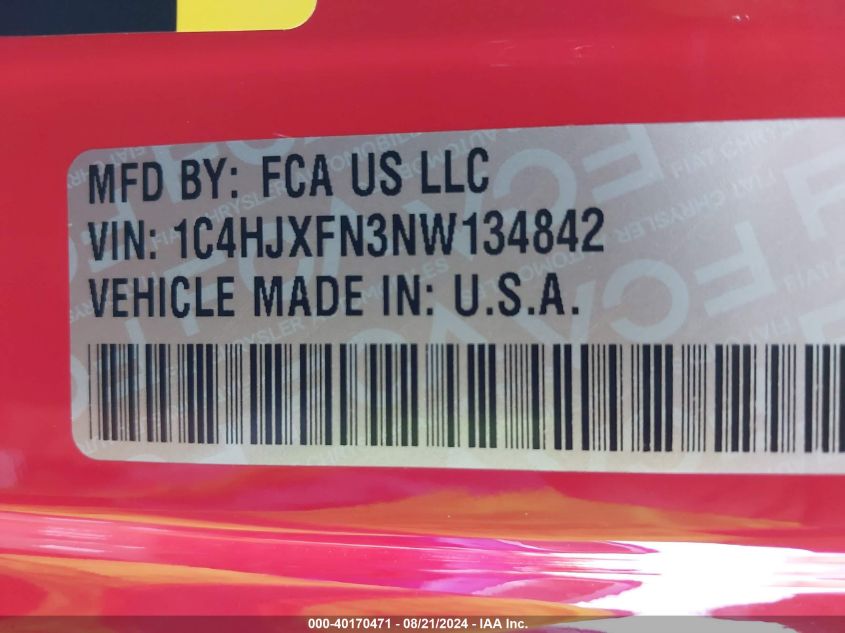 MFD BY: FCA US LLC
VIN: 1C4HJXFN3NW134842
VEHICLE MADE IN: U.S.A.
000-40170471 - 08/21/2024 - IAA Inc.